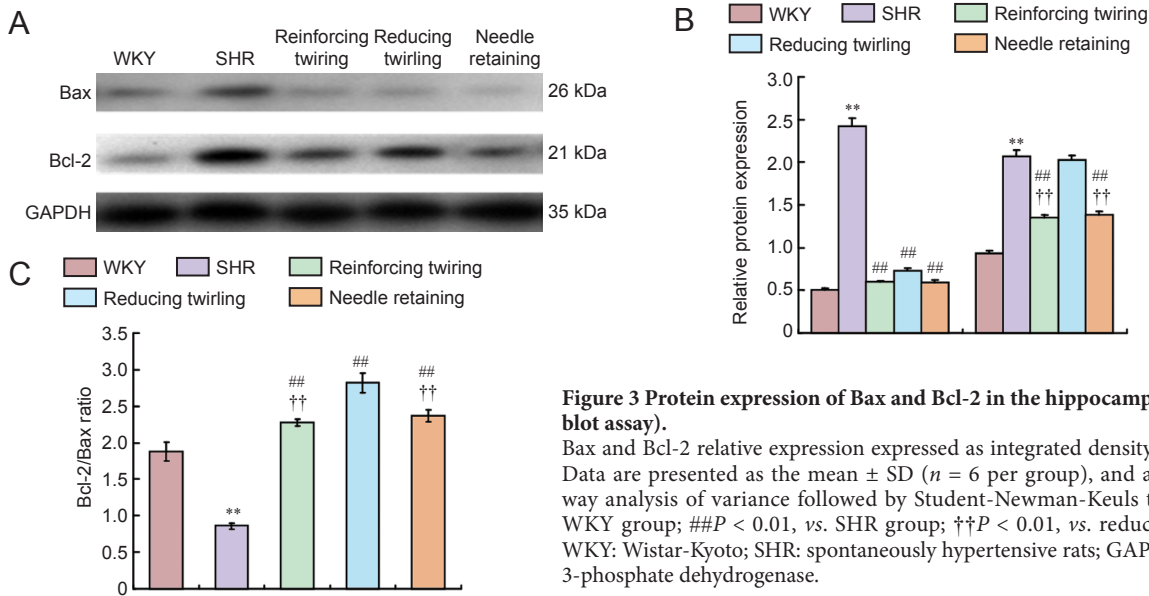 A
WKY SHR Reinforcing twiring Reducing twirling Needle retaining
Bax 26 kDa
Bcl-2 21 kDa
GAPDH 35 kDa
B
WKY SHR Reinforcing twiring
Reducing twirling Needle retaining
Relative protein expression
3.0
2.5
2.0
1.5
1.0
0.5
0
**
##
##
##
**
##
††
##
††
C
WKY SHR Reinforcing twiring
Reducing twirling Needle retaining
Bcl-2/Bax ratio
3.5
3.0
2.5
2.0
1.5
1.0
0.5
0
**
##
††
##
##
††
Figure 3 Protein expression of Bax and Bcl-2 in the hippocamp
blot assay).
Bax and Bcl-2 relative expression expressed as integrated density
Data are presented as the mean ± SD (n = 6 per group), and a
way analysis of variance followed by Student-Newman-Keuls t
WKY group; ##P < 0.01, vs. SHR group; ††P < 0.01, vs. reduc
WKY: Wistar-Kyoto; SHR: spontaneously hypertensive rats; GAP
3-phosphate dehydrogenase.